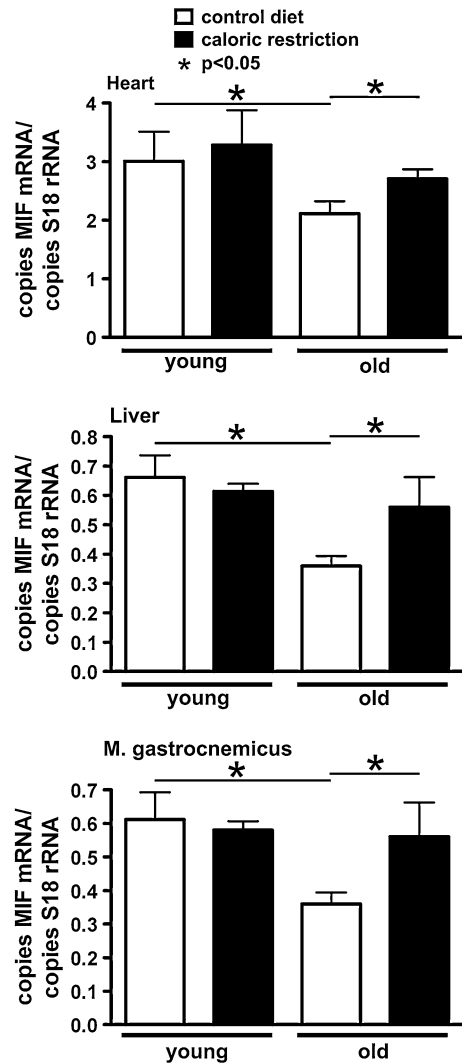 control diet
caloric restriction
* p<0.05
Heart
*
*
copies MIF mRNA/
copies S18 rRNA
4
3
2
1
0
young
old
Liver
*
*
copies MIF mRNA/
copies S18 rRNA
0.8
0.7
0.6
0.5
0.4
0.3
0.2
0.1
0.0
young
old
M. gastrocnemicus
*
*
copies MIF mRNA/
copies S18 rRNA
0.7
0.6
0.5
0.4
0.3
0.2
0.1
0.0
young
old